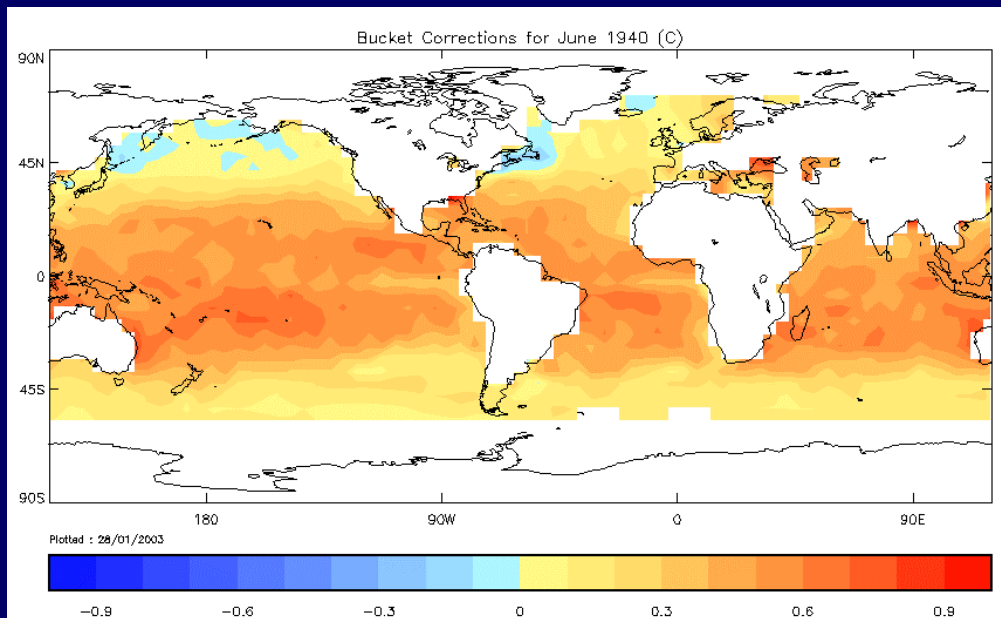 Bucket Corrections for June 1940 (C)
90N
45N
0
45S
90S
180 90W 0 90E
Plotted : 28/01/2003
−0.9 −0.6 −0.3 0 0.3 0.6 0.9